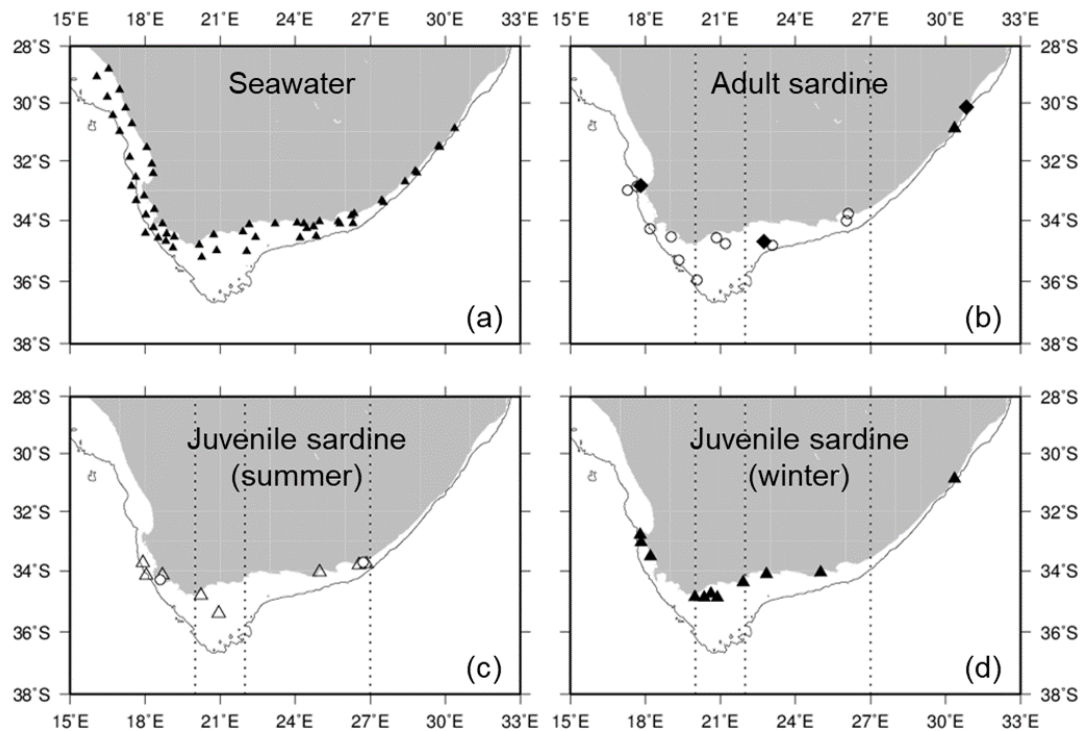 15°E 18°E 21°E 24°E 27°E 30°E 33°E 15°E 18°E 21°E 24°E 27°E 30°E 33°E
28°S 28°S
Seawater Adult sardine
30°S 30°S
32°S 32°S
34°S 34°S
36°S 36°S
(a) (b)
38°S 38°S
28°S 28°S
Juvenile sardine Juvenile sardine
30°S (summer) (winter) 30°S
32°S 32°S
34°S 34°S
36°S 36°S
(c) (d)
38°S 38°S
15°E 18°E 21°E 24°E 27°E 30°E 33°E 15°E 18°E 21°E 24°E 27°E 30°E 33°E